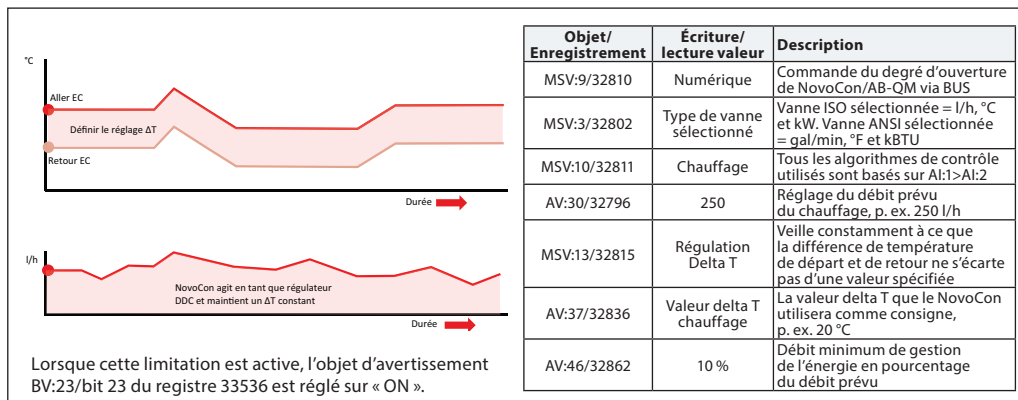 °C
Aller EC
Définir le réglage ΔT
Retour EC
Durée
l/h
NovoCon agit en tant que régulateur
DDC et maintient un ΔT constant
Durée
Lorsque cette limitation est active, l'objet d'avertissement
BV:23/bit 23 du registre 33536 est réglé sur « ON ».
Objet/
Enregistrement
Écriture/
lecture valeur
Description
MSV:9/32810
Numérique
Commande du degré d'ouverture
de NovoCon/AB-QM via BUS
MSV:3/32802
Type de vanne
sélectionné
Vanne ISO sélectionnée = l/h, °C
et kW. Vanne ANSI sélectionnée
= gal/min, °F et kBTU
MSV:10/32811
Chauffage
Tous les algorithmes de contrôle
utilisés sont basés sur AI:1>AI:2
AV:30/32796
250
Réglage du débit prévu
du chauffage, p. ex. 250 l/h
MSV:13/32815
Régulation
Delta T
Veille constamment à ce que
la différence de température
de départ et de retour ne s'écarte
pas d'une valeur spécifiée
AV:37/32836
Valeur delta T
chauffage
La valeur delta T que le NovoCon
utilisera comme consigne,
p. ex. 20 °C
AV:46/32862
10 %
Débit minimum de gestion
de l'énergie en pourcentage
du débit prévu